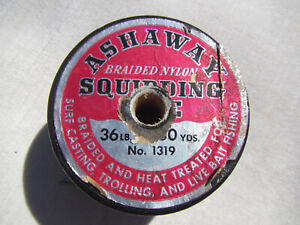 ASHAWAY
BRAIDED NYLON
SQUIDDING
36 LB. YDS.
No. 1319
BRAIDED AND HEAT TREATED FOR
SURF CASTING, TROLLING, AND LIVE BAIT FISHING